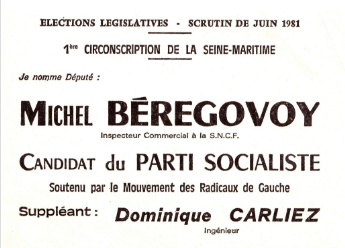 ELECTIONS LEGISLATIVES - SCRUTIN DE JUIN 1981
1ère CIRCONSCRIPTION DE LA SEINE-MARITIME
Je nomme Député :
MICHEL BÉREGOVOY
Inspecteur Commercial à la S.N.C.F.
CANDIDAT du PARTI SOCIALISTE
Soutenu par le Mouvement des Radicaux de Gauche
Suppléant : Dominique CARLIEZ
Ingénieur